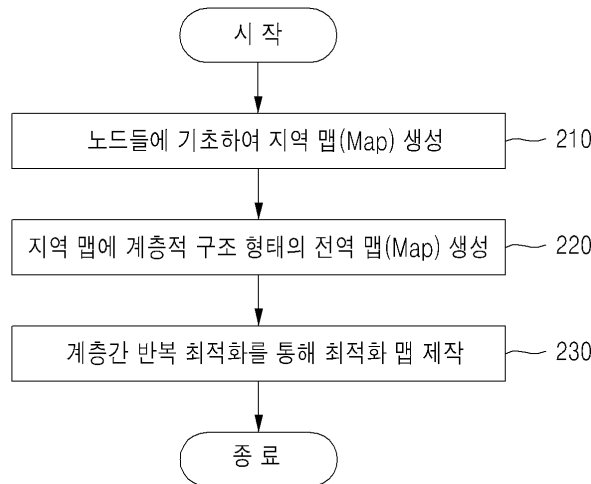 시 작
노드들에 기초하여 지역 맵(Map) 생성
210
지역 맵에 계층적 구조 형태의 전역 맵(Map) 생성
220
계층간 반복 최적화를 통해 최적화 맵 제작
230
종 료